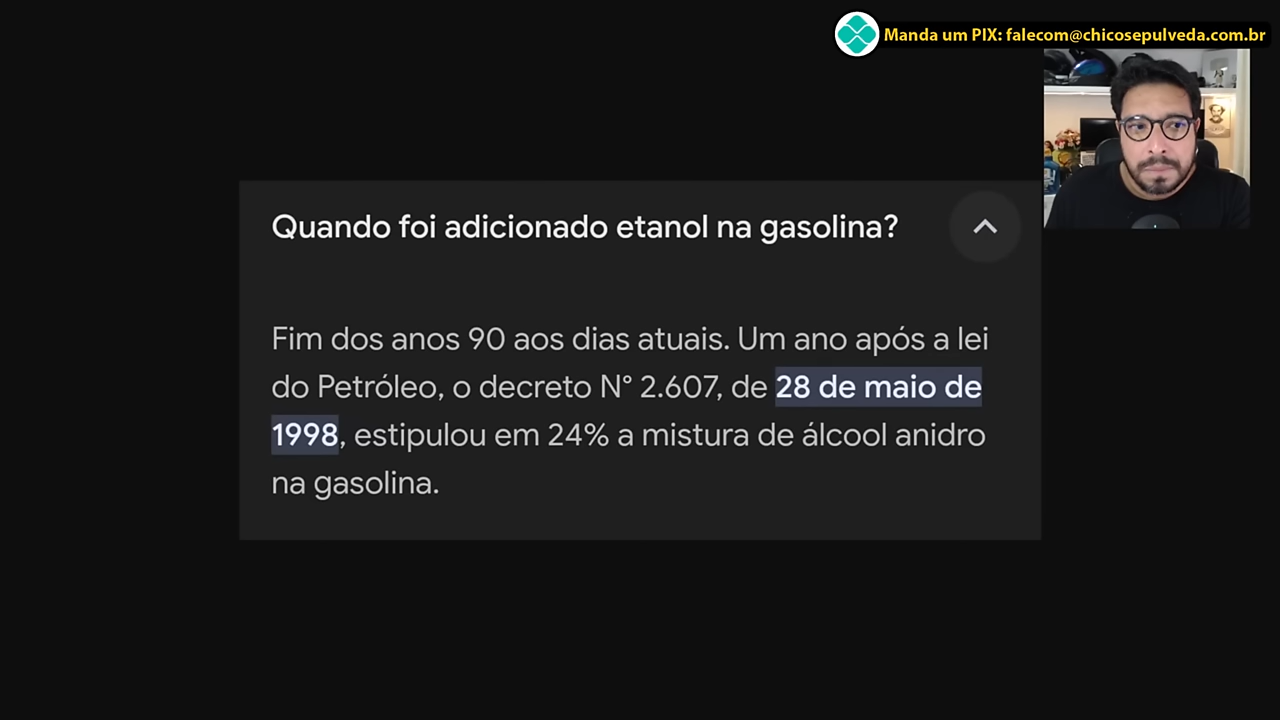 Manda um PIX: falecom@chicosepulveda.com.br
Quando foi adicionado etanol na gasolina?
Fim dos anos 90 aos dias atuais. Um ano após a lei
do Petróleo, o decreto N° 2.607, de 28 de maio de
1998, estipulou em 24% a mistura de álcool anidro
na gasolina.